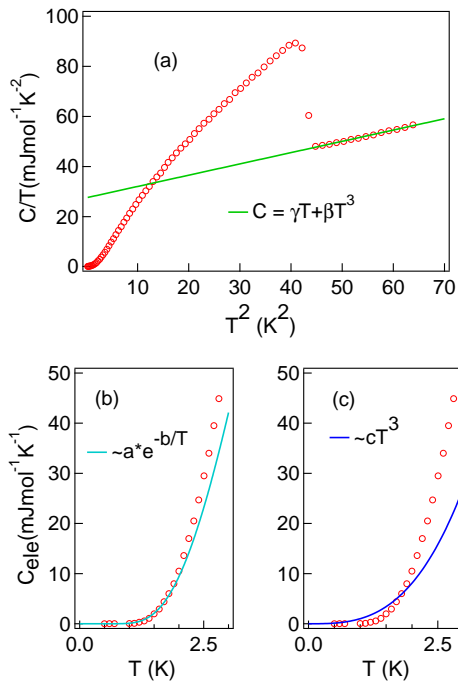 100
80
60
40
20
0
C/T(mJmol⁻¹K⁻²)
(a)
C = γT+βT³
0 10 20 30 40 50 60 70
T² (K²)
50
40
30
20
10
0
C_ele(mJmol⁻¹K⁻¹)
(b)
~a*e^-b/T
0.0 2.5
T (K)
50
40
30
20
10
0
(c)
~cT³
0.0 2.5
T (K)